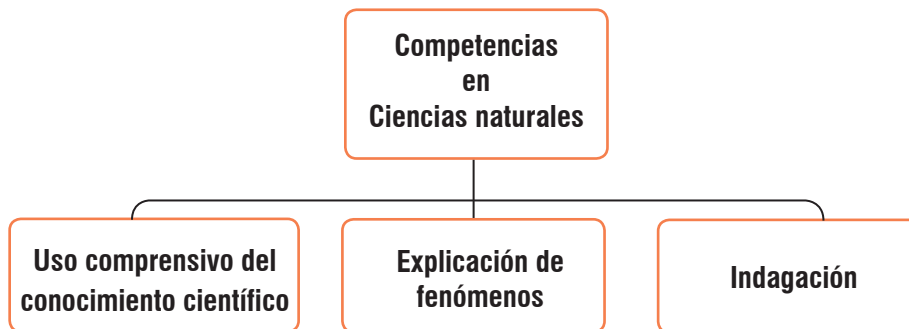 Competencias
en
Ciencias naturales
Uso comprensivo del
conocimiento científico
Explicación de
fenómenos
Indagación